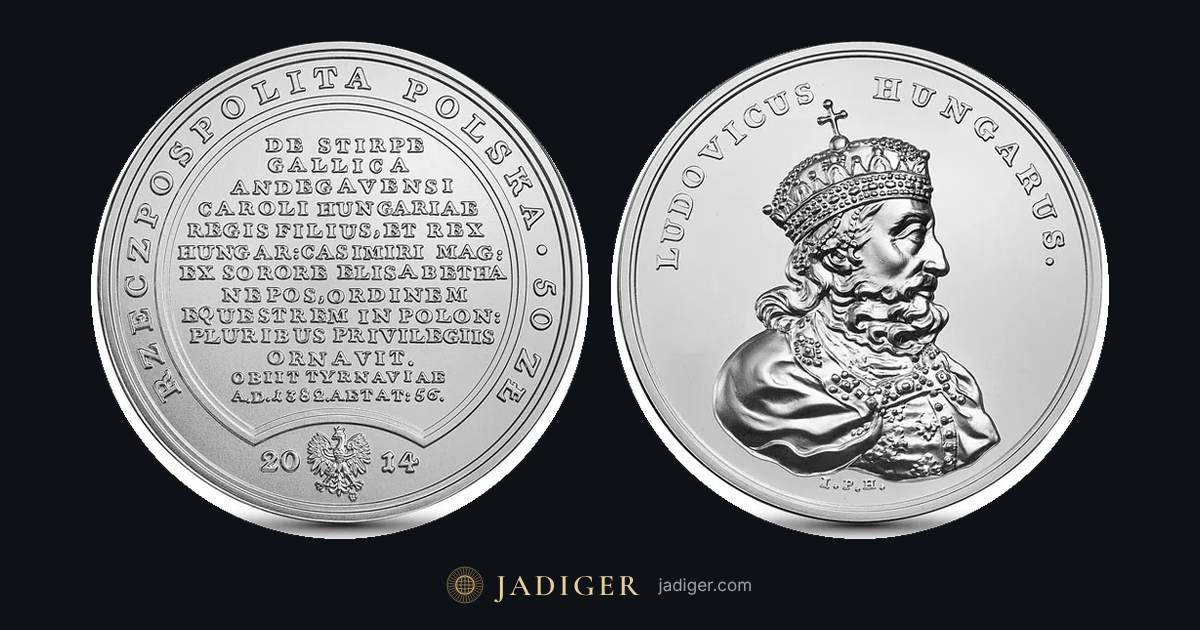 RZECZPOSPOLITA POLSKA · 50 ZŁ
DE STIRPE
GALLICA
ANDEGAVENSI
CAROLI HUNGARIAE
REGIS FILIUS,ET REX
HUNGAR:CASIMIRI MAG:
EX SORORE ELISABETHA
NEPOS,ORDINEM
EQUESTREM IN POLON:
PLURIBUS PRIVILEGIIS
ORNAVIT.
OBIIT TYRNAVIAE
A.D.1382.AETAT:56.
20 14
LUDOVICUS HUNGARUS.
I.P.H.
JADIGER jadiger.com